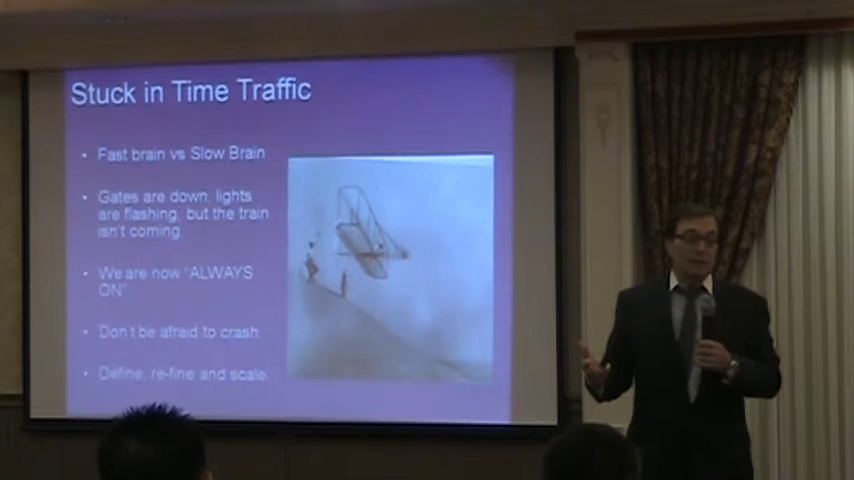 Stuck in Time Traffic
• Fast brain vs Slow Brain
• Gates are down, lights
are flashing, but the train
isn't coming
• We are now "ALWAYS
ON"
• Don't be afraid to crash.
• Define, re-fine and scale.